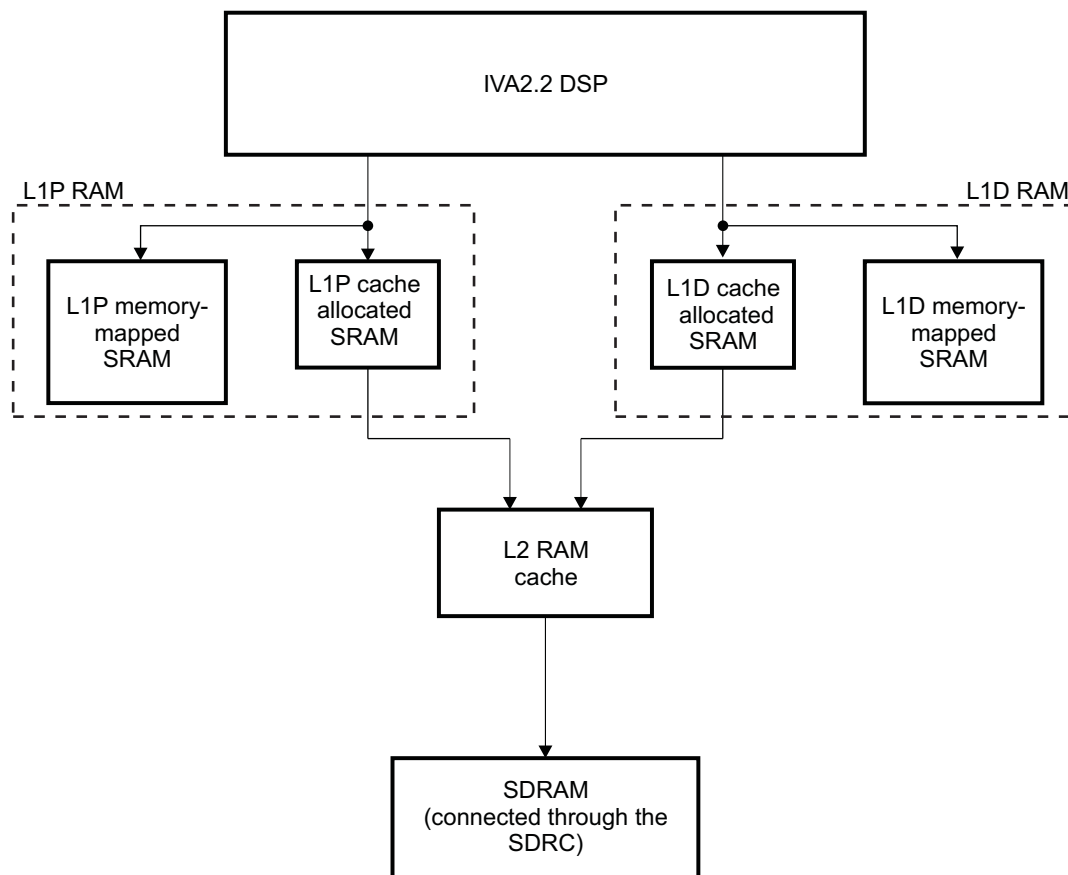 IVA2.2 DSP
L1P RAM
L1D RAM
L1P memory-
mapped
SRAM
L1P cache
allocated
SRAM
L1D cache
allocated
SRAM
L1D memory-
mapped
SRAM
L2 RAM
cache
SDRAM
(connected through the
SDRC)